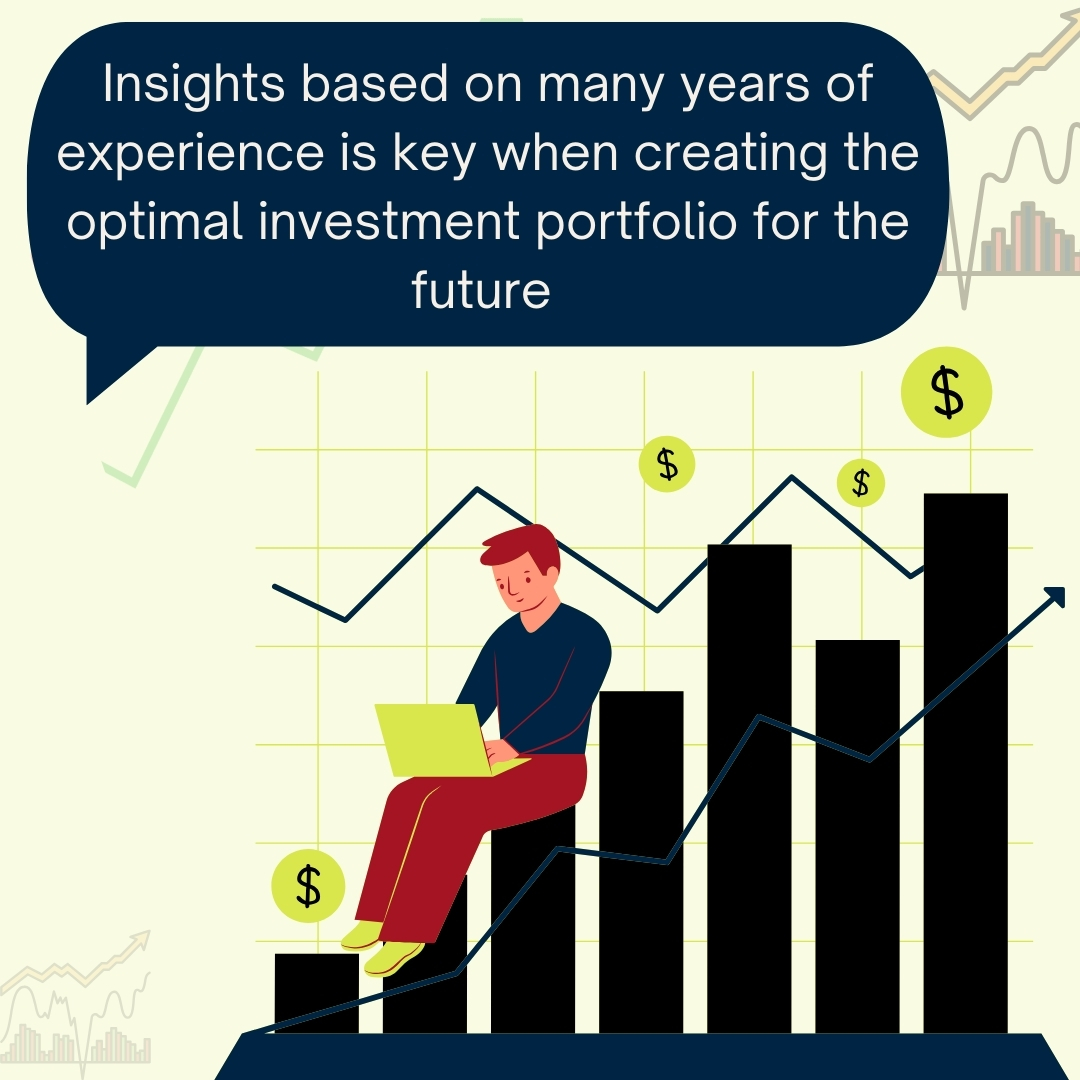 Insights based on many years of
experience is key when creating the
optimal investment portfolio for the
future
$
$
$
$